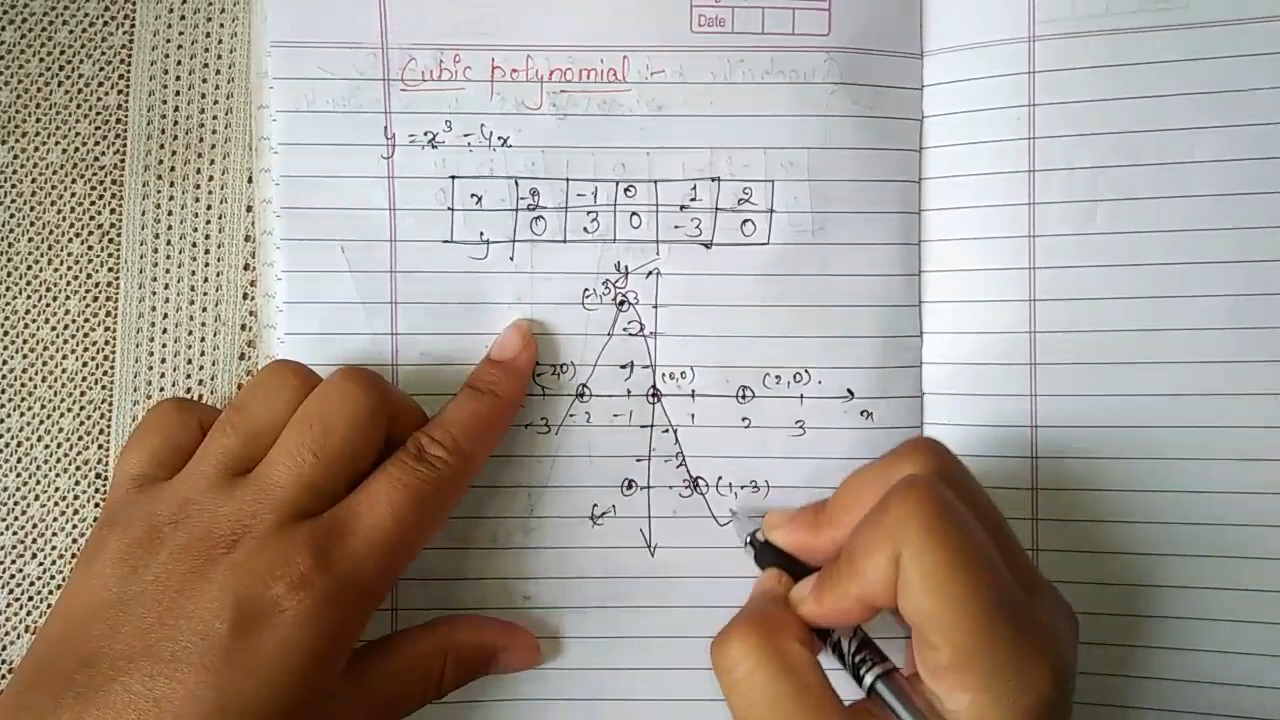 Date
Cubic polynomial :-
y = x³ - 4x
x -2 -1 0 1 2
y 0 3 0 -3 0
y
(-1,3) 3
2
1
(-2,0) (0,0) (2,0).
-3 -2 -1 1 2 3 x
-1
-2
-3 (1,-3)